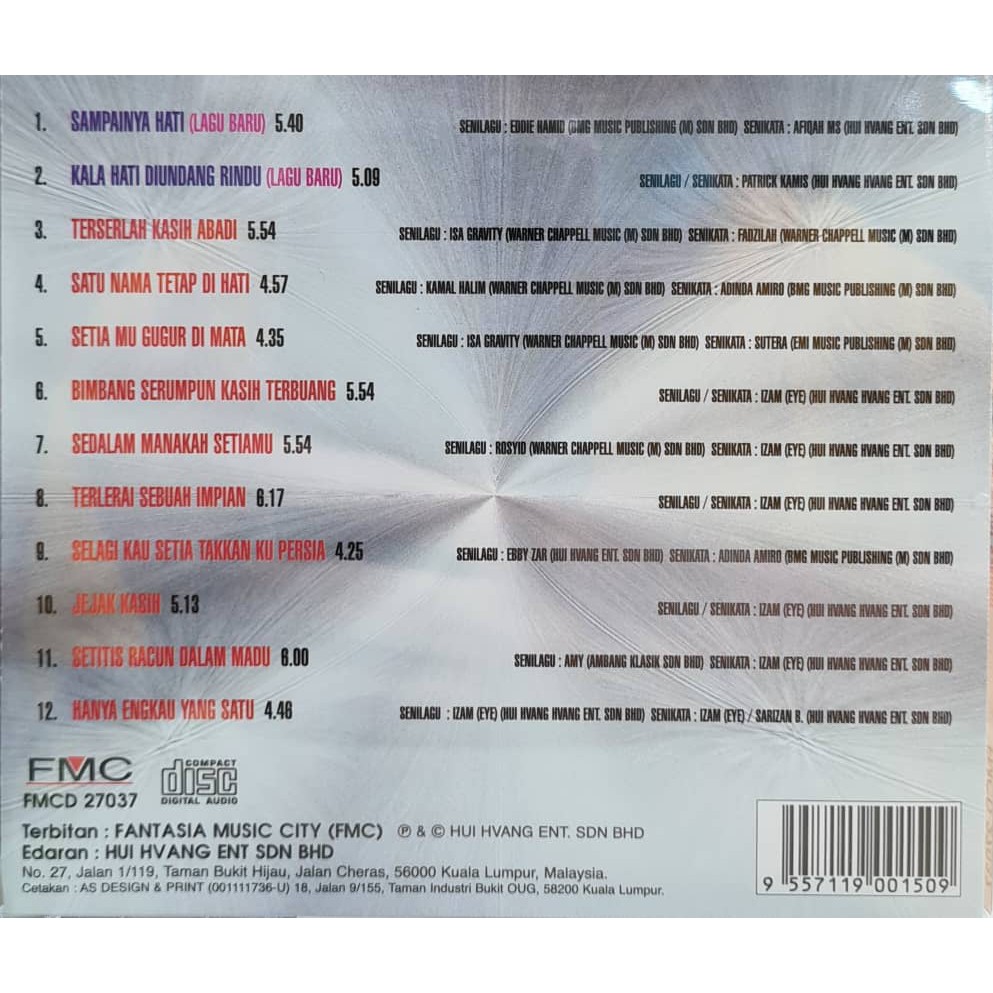 1. SAMPAINYA HATI (LAGU BARU) 5.40 SENILAGU : EDDIE HAMID (BMG MUSIC PUBLISHING (M) SDN BHD) SENIKATA : AFIQAH MS (HUI HVANG ENT. SDN BHD)
2. KALA HATI DIUNDANG RINDU (LAGU BARU) 5.09 SENILAGU / SENIKATA : PATRICK KAMIS (HUI HVANG HVANG ENT. SDN BHD)
3. TERSERLAH KASIH ABADI 5.54 SENILAGU : ISA GRAVITY (WARNER CHAPPELL MUSIC (M) SDN BHD) SENIKATA : FADZILAH (WARNER CHAPPELL MUSIC (M) SDN BHD)
4. SATU NAMA TETAP DI HATI 4.57 SENILAGU : KAMAL HALIM (WARNER CHAPPELL MUSIC (M) SDN BHD) SENIKATA : ADINDA AMIRO (BMG MUSIC PUBLISHING (M) SDN BHD)
5. SETIA MU GUGUR DI MATA 4.35 SENILAGU : ISA GRAVITY (WARNER CHAPPELL MUSIC (M) SDN BHD) SENIKATA : SUTERA (EMI MUSIC PUBLISHING (M) SDN BHD)
6. BIMBANG SERUMPUN KASIH TERBUANG 5.54 SENILAGU / SENIKATA : IZAM (EYE) (HUI HVANG HVANG ENT. SDN BHD)
7. SEDALAM MANAKAH SETIAMU 5.54 SENILAGU : ROSYID (WARNER CHAPPELL MUSIC (M) SDN BHD) SENIKATA : IZAM (EYE) (HUI HVANG HVANG ENT. SDN BHD)
8. TERLERAI SEBUAH IMPIAN 6.17 SENILAGU / SENIKATA : IZAM (EYE) (HUI HVANG HVANG ENT. SDN BHD)
9. SELAGI KAU SETIA TAKKAN KU PERSIA 4.25 SENILAGU : EBBY ZAR (HUI HVANG ENT. SDN BHD) SENIKATA : ADINDA AMIRO (BMG MUSIC PUBLISHING (M) SDN BHD)
10. JEJAK KASIH 5.13 SENILAGU / SENIKATA : IZAM (EYE) (HUI HVANG HVANG ENT. SDN BHD)
11. SETITIS RACUN DALAM MADU 6.00 SENILAGU : AMY (AMBANG KLASIK SDN BHD) SENIKATA : IZAM (EYE) (HUI HVANG HVANG ENT. SDN BHD)
12. HANYA ENGKAU YANG SATU 4.46 SENILAGU : IZAM (EYE) (HUI HVANG HVANG ENT. SDN BHD) SENIKATA : IZAM (EYE) / SARIZAN B. (HUI HVANG HVANG ENT. SDN BHD)
FMC
COMPACT
disc
DIGITAL AUDIO
FMCD 27037
Terbitan : FANTASIA MUSIC CITY (FMC) ℗ & © HUI HVANG ENT. SDN BHD
Edaran : HUI HVANG ENT SDN BHD
No. 27, Jalan 1/119, Taman Bukit Hijau, Jalan Cheras, 56000 Kuala Lumpur, Malaysia.
Cetakan : AS DESIGN & PRINT (001111736-U) 18, Jalan 9/155, Taman Industri Bukit OUG, 58200 Kuala Lumpur.
9 557119 001509